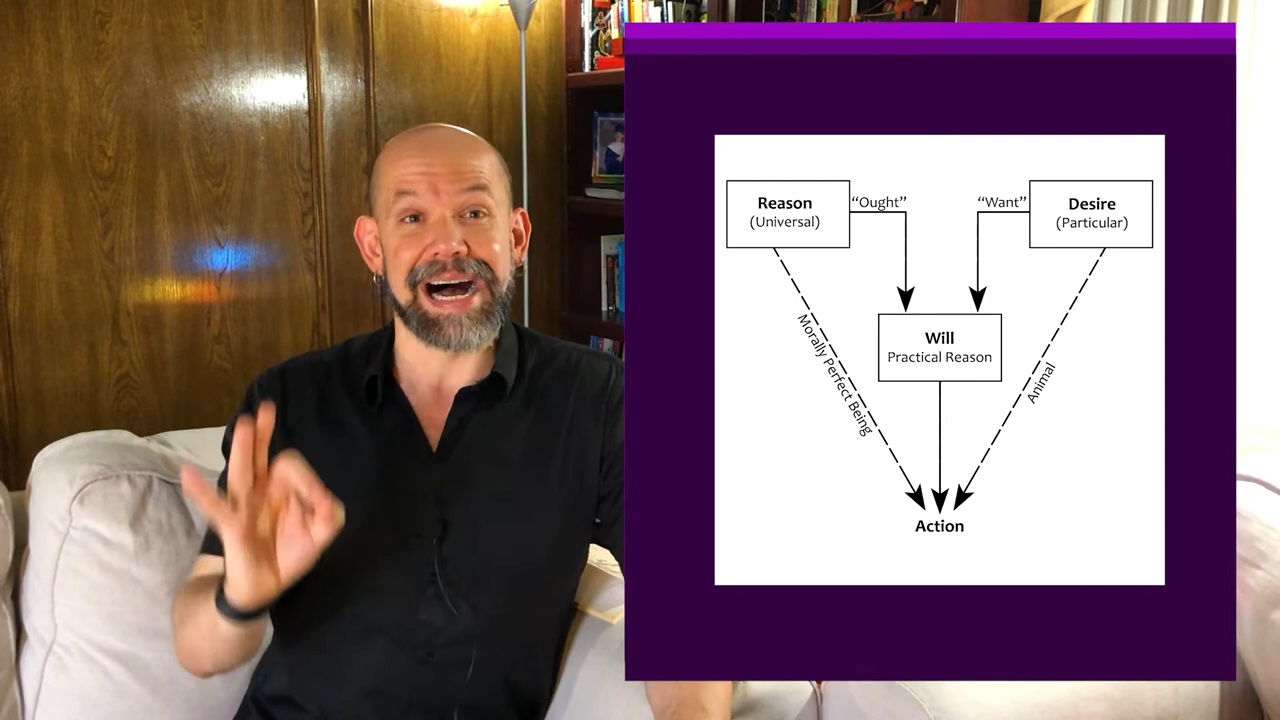 Reason
(Universal)
“Ought”
“Want”
Desire
(Particular)
Will
Practical Reason
Morally Perfect Being
Animal
Action